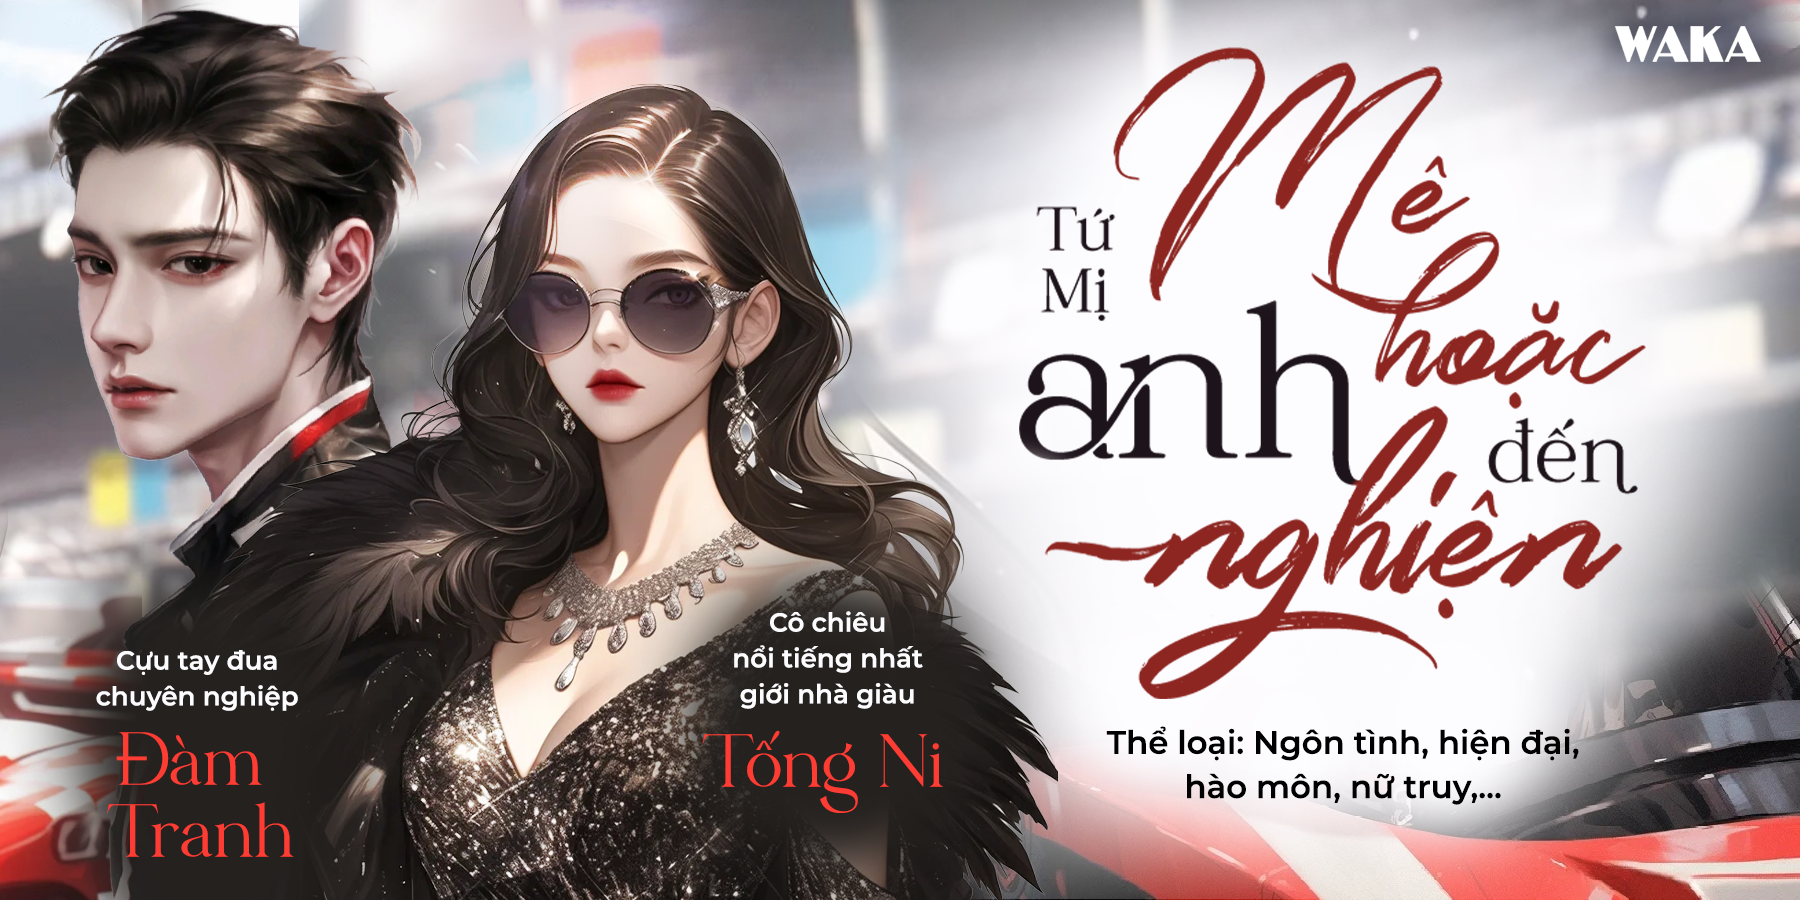 WAKA
Tứ
Mị
Mê
hoặc
anh
đến
nghiện
Cựu tay đua
chuyên nghiệp
Đàm
Tranh
Cô chiêu
nổi tiếng nhất
giới nhà giàu
Tống Ni
Thể loại: Ngôn tình, hiện đại,
hào môn, nữ truy,...